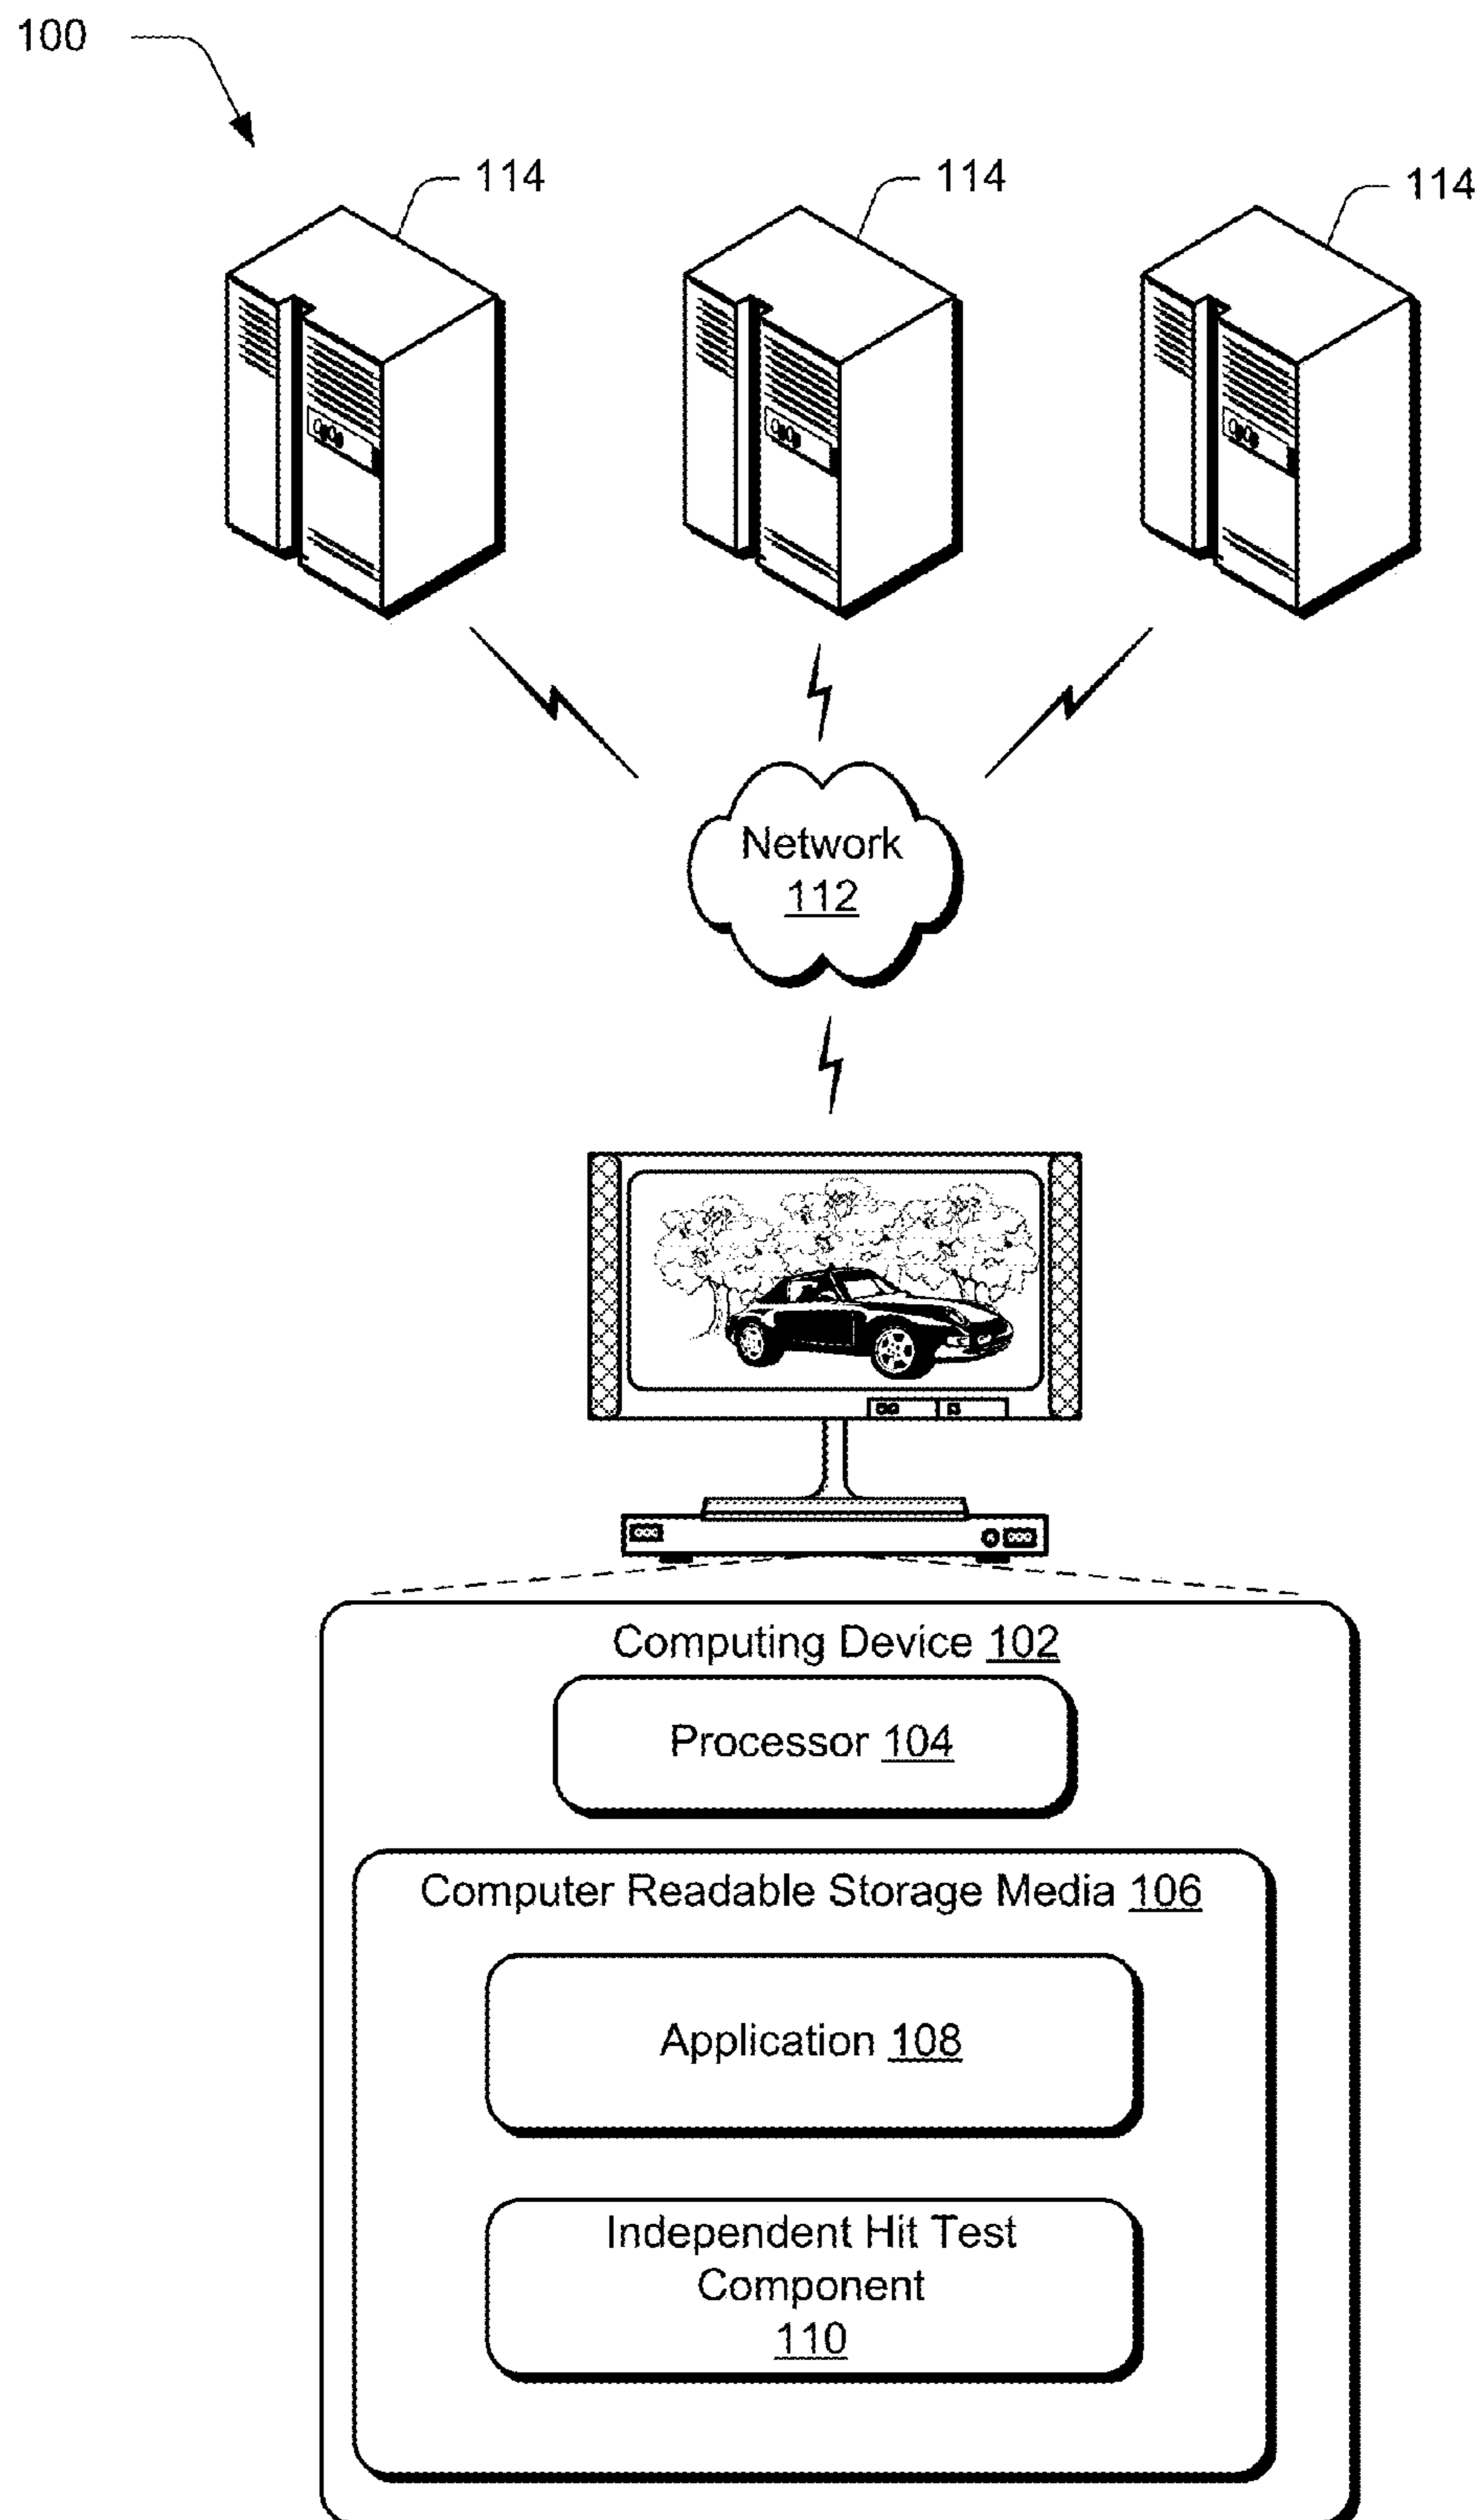 100
114
114
114
Network
112
Computing Device 102
Processor 104
Computer Readable Storage Media 106
Application 108
Independent Hit Test
Component
110